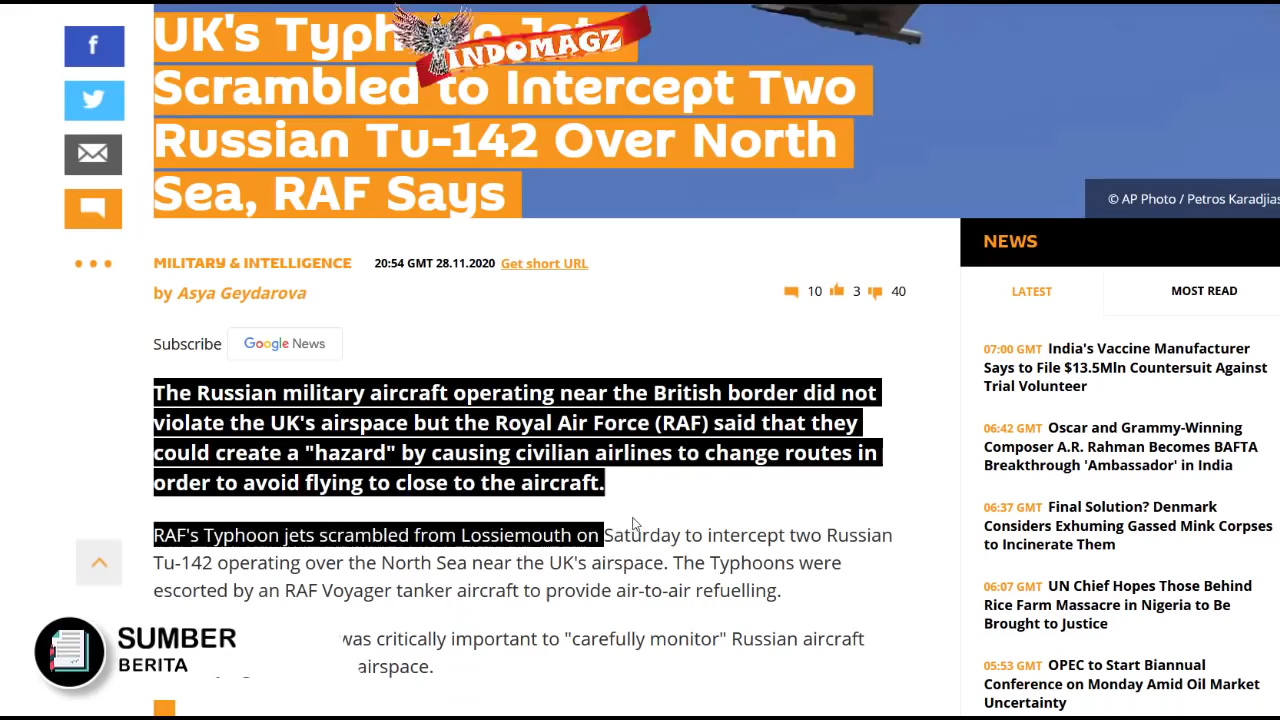 UK's Typh
INDOMAGZ
Scrambled to Intercept Two
Russian Tu-142 Over North
Sea, RAF Says
© AP Photo / Petros Karadjias
MILITARY & INTELLIGENCE
20:54 GMT 28.11.2020 Get short URL
by Asya Geydarova
10 3 40
Subscribe Google News
The Russian military aircraft operating near the British border did not
violate the UK's airspace but the Royal Air Force (RAF) said that they
could create a "hazard" by causing civilian airlines to change routes in
order to avoid flying to close to the aircraft.
RAF's Typhoon jets scrambled from Lossiemouth on Saturday to intercept two Russian
Tu-142 operating over the North Sea near the UK's airspace. The Typhoons were
escorted by an RAF Voyager tanker aircraft to provide air-to-air refuelling.
was critically important to "carefully monitor" Russian aircraft
airspace.
SUMBER
BERITA
NEWS
LATEST
MOST READ
07:00 GMT India's Vaccine Manufacturer
Says to File $13.5Mln Countersuit Against
Trial Volunteer
06:42 GMT Oscar and Grammy-Winning
Composer A.R. Rahman Becomes BAFTA
Breakthrough 'Ambassador' in India
06:37 GMT Final Solution? Denmark
Considers Exhuming Gassed Mink Corpses
to Incinerate Them
06:07 GMT UN Chief Hopes Those Behind
Rice Farm Massacre in Nigeria to Be
Brought to Justice
05:53 GMT OPEC to Start Biannual
Conference on Monday Amid Oil Market
Uncertainty